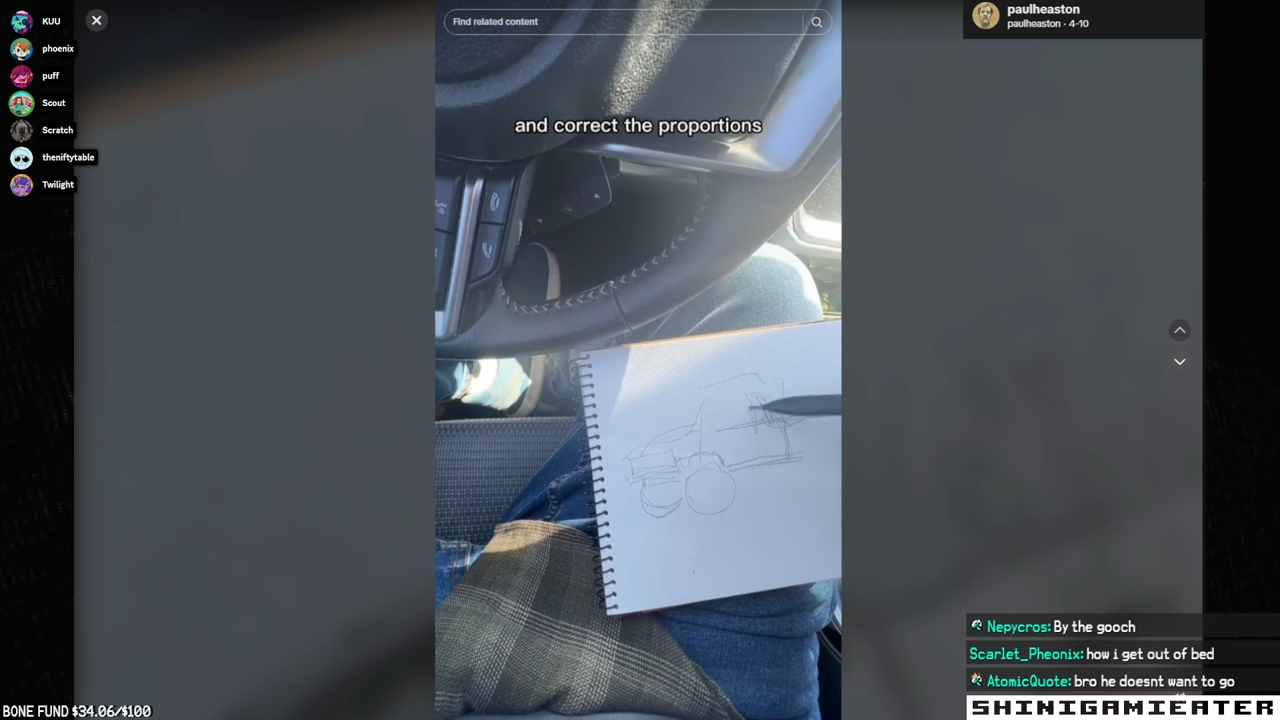 KUU
phoenix
puff
Scout
Scratch
theniftytable
Twilight
Find related content
and correct the proportions
paulheaston
paulheaston · 4-10
Nepycros: By the gooch
Scarlet_Pheonix: how i get out of bed
AtomicQuote: bro he doesnt want to go
SHINIGAMIEATER
BONE FUND $34.06/$100